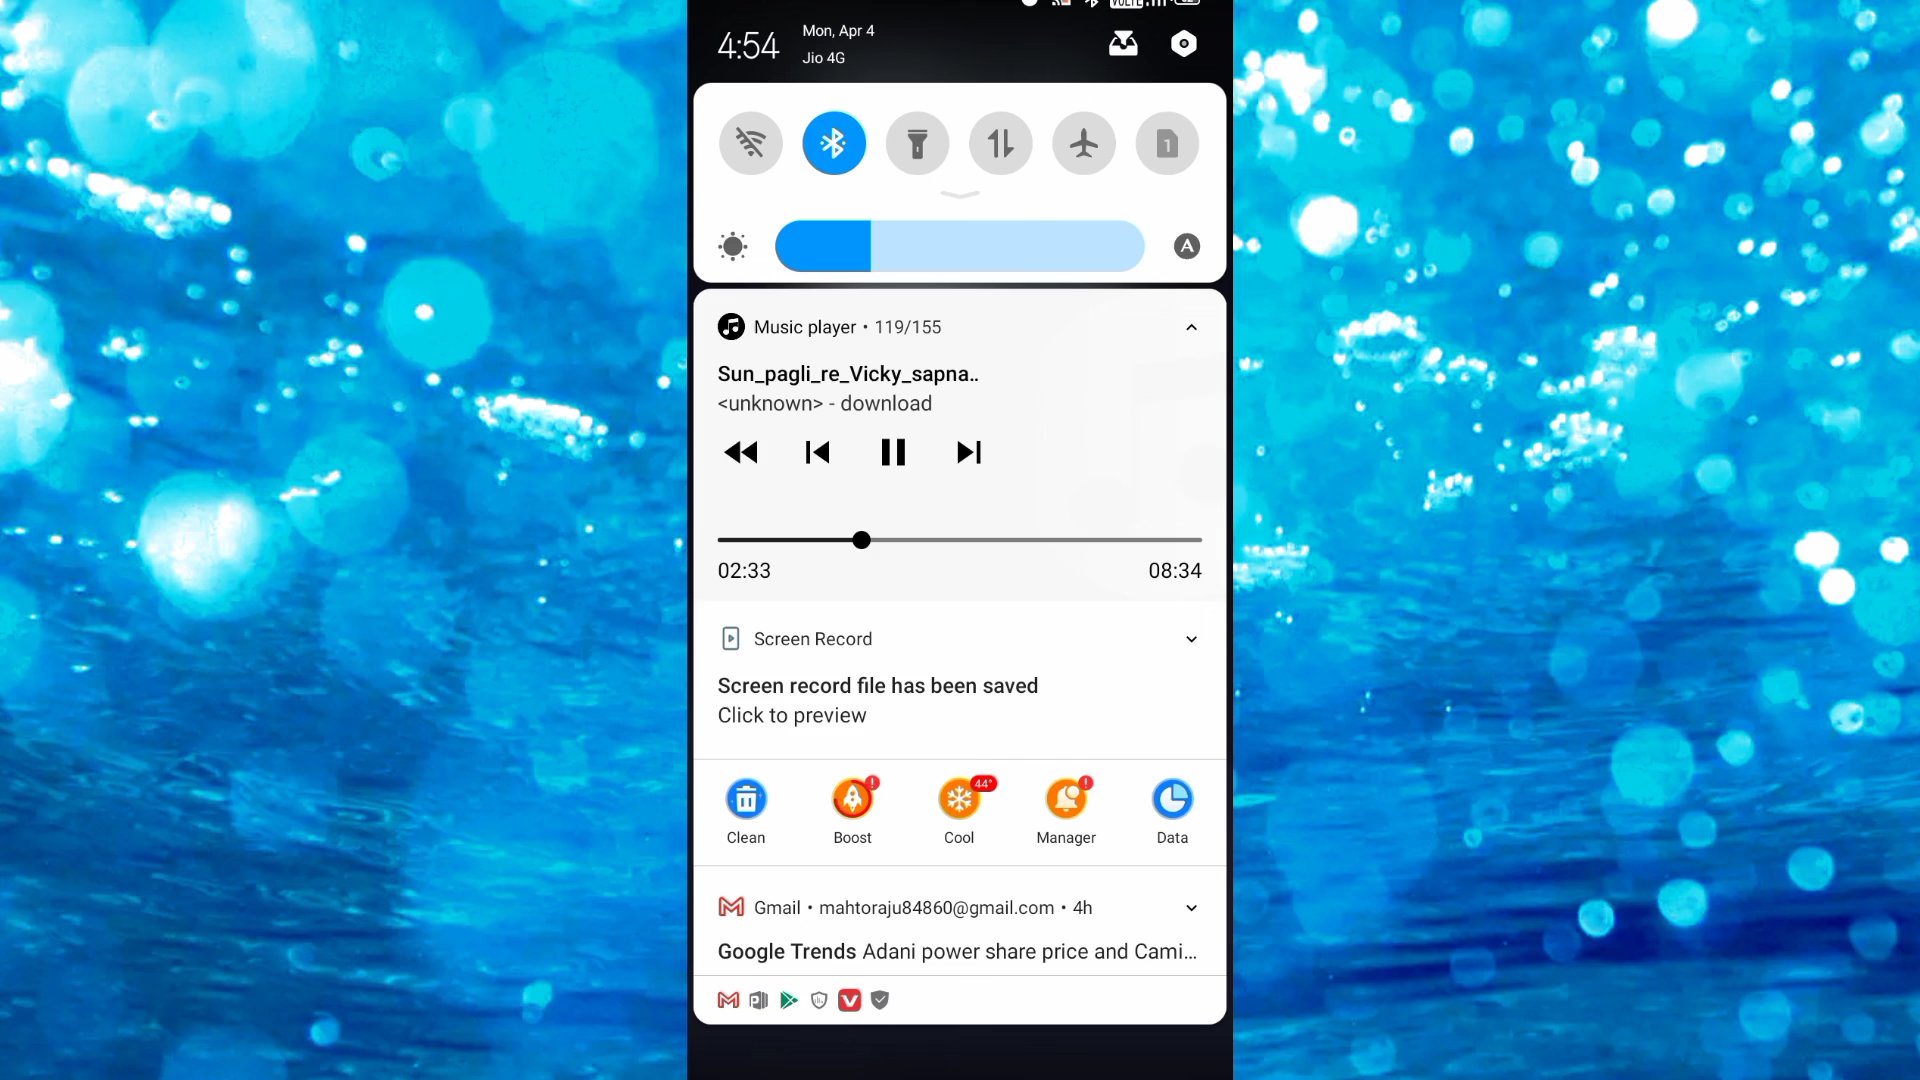 4:54
Mon, Apr 4
Jio 4G
1
A
Music player • 119/155
Sun_pagli_re_Vicky_sapna..
<unknown> - download
02:33
08:34
Screen Record
Screen record file has been saved
Click to preview
!
44°
!
Clean
Boost
Cool
Manager
Data
Gmail • mahtoraju84860@gmail.com • 4h
Google Trends Adani power share price and Cami...